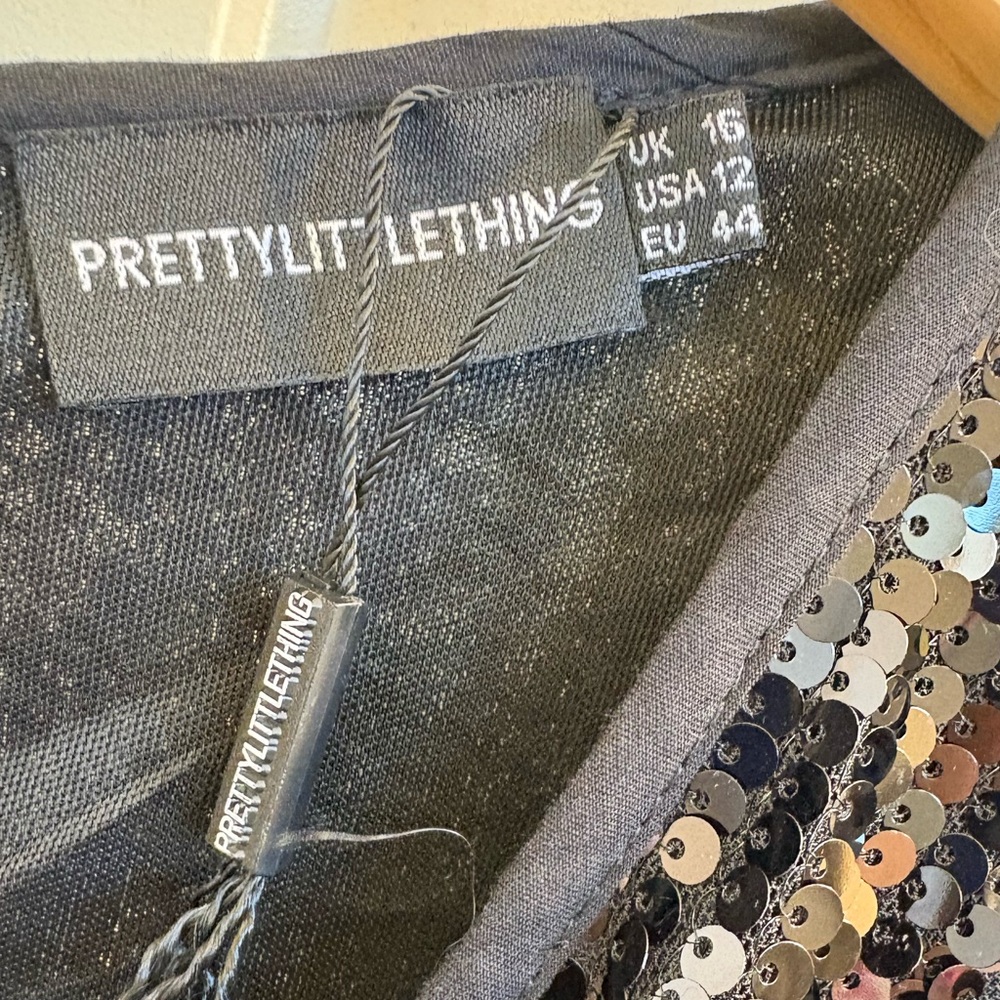 PRETTYLITTLETHING
UK 16
USA 12
EU 44
PRETTYLITTLETHING